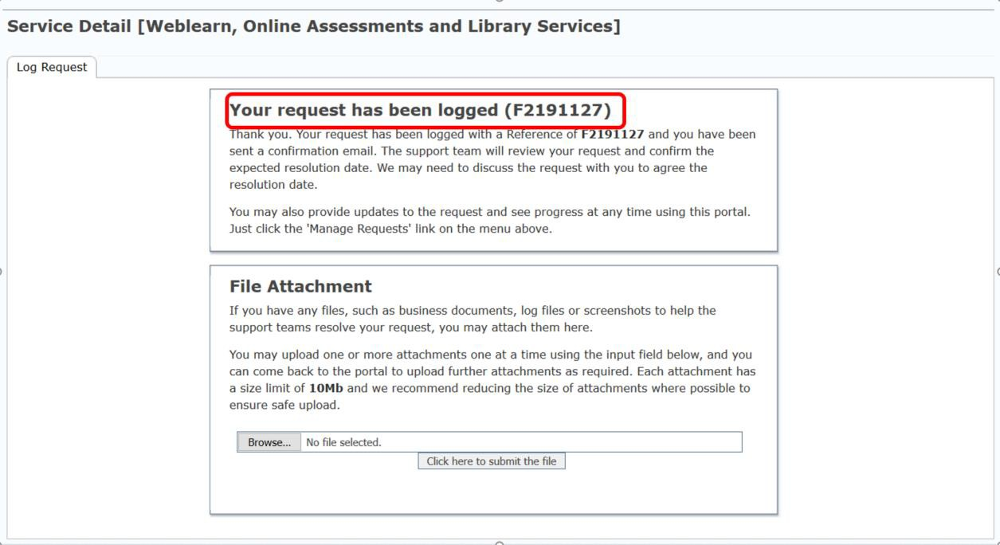 Service Detail [Weblearn, Online Assessments and Library Services]
Log Request
Your request has been logged (F2191127)
Thank you. Your request has been logged with a Reference of F2191127 and you have been
sent a confirmation email. The support team will review your request and confirm the
expected resolution date. We may need to discuss the request with you to agree the
resolution date.
You may also provide updates to the request and see progress at any time using this portal.
Just click the 'Manage Requests' link on the menu above.
File Attachment
If you have any files, such as business documents, log files or screenshots to help the
support teams resolve your request, you may attach them here.
You may upload one or more attachments one at a time using the input field below, and you
can come back to the portal to upload further attachments as required. Each attachment has
a size limit of 10Mb and we recommend reducing the size of attachments where possible to
ensure safe upload.
Browse... No file selected.
Click here to submit the file